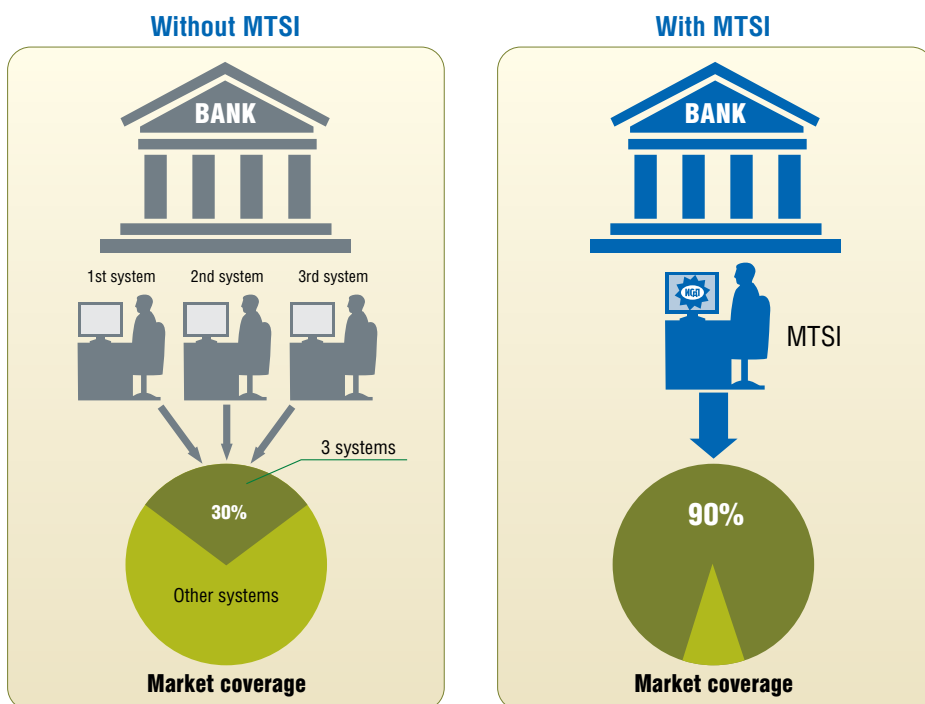 Without MTSI
BANK
1st system 2nd system 3rd system
3 systems
30%
Other systems
Market coverage
With MTSI
BANK
MTSI
90%
Market coverage